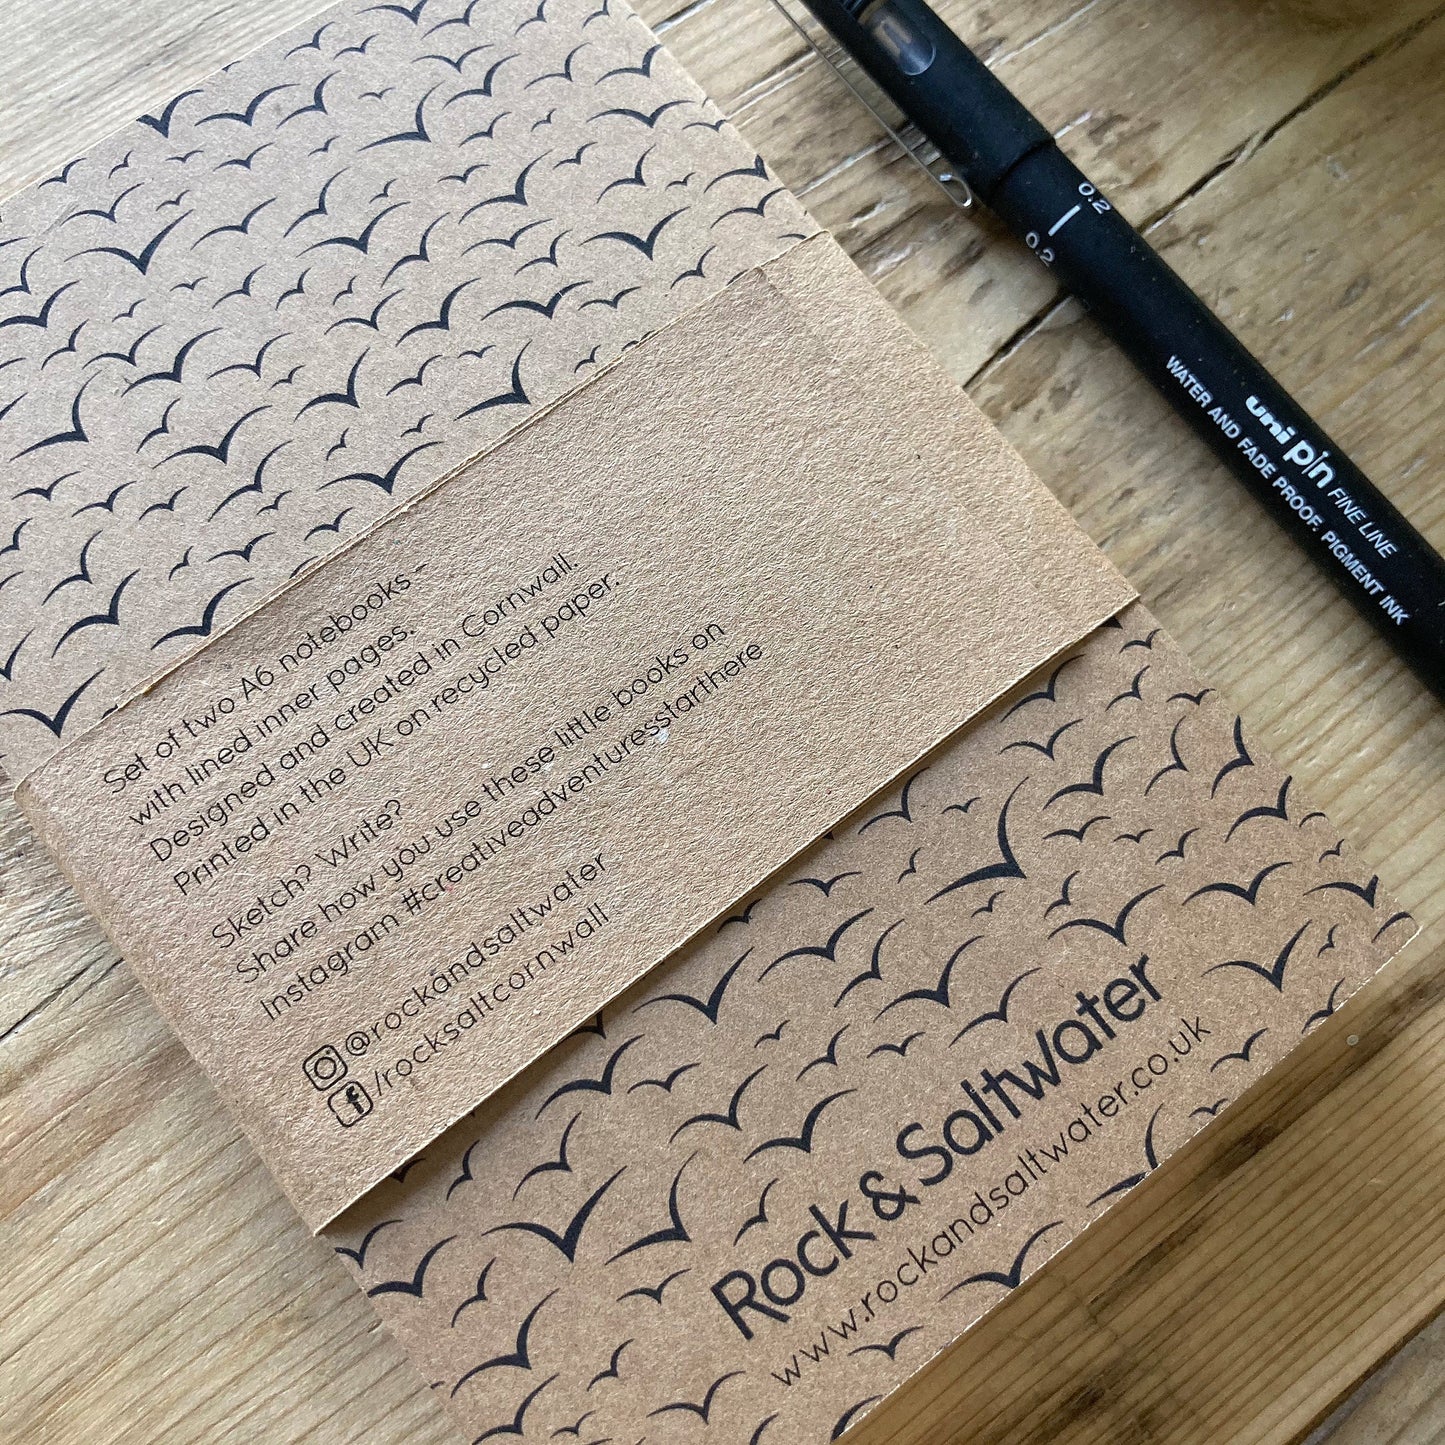 Set of two A6 notebooks -
with lined inner pages.
Designed and created in Cornwall.
Printed in the UK on recycled paper.
Sketch? Write?
Share how you use these little books on
Instagram #creativeadventuresstarthere
@rockandsaltwater
/rocksaltcornwall
Rock & Saltwater
www.rockandsaltwater.co.uk
0.2
0.2
uni pin FINE LINE
WATER AND FADE PROOF. PIGMENT INK